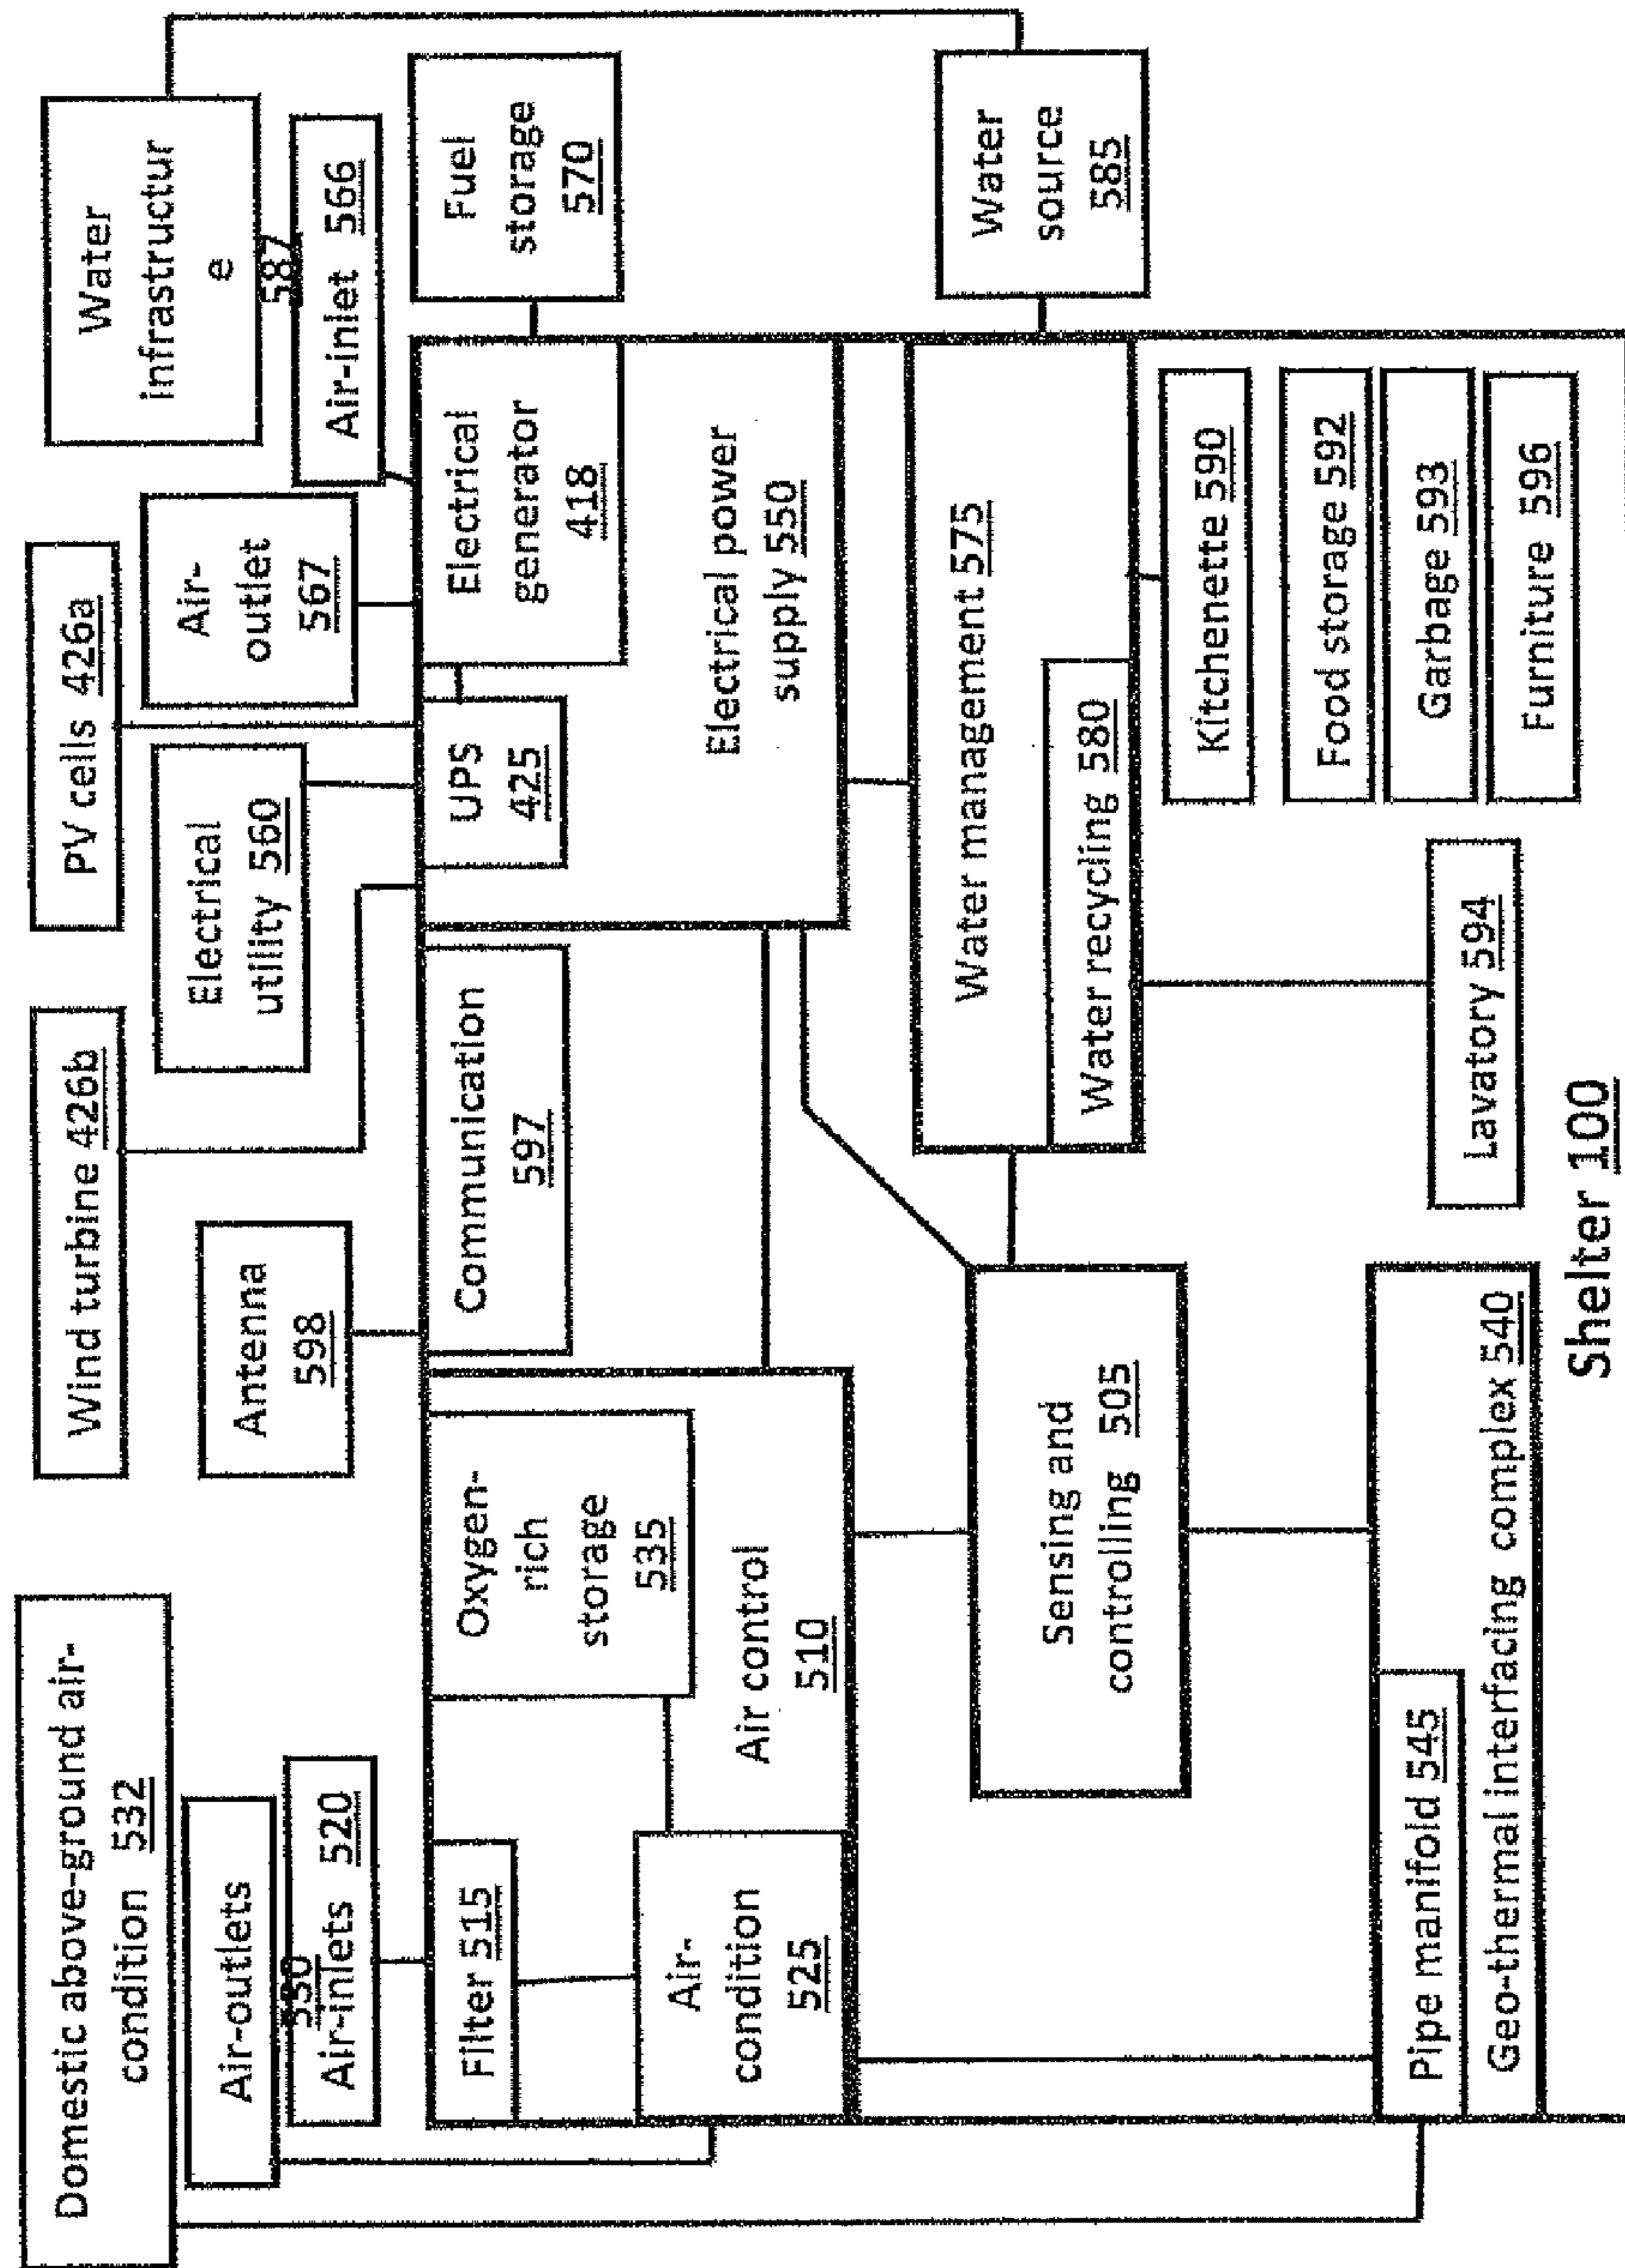 Domestic above-ground air-
condition 532
Air-outlets
530
Air-inlets 520
Wind turbine 426b
Antenna
598
PV cells 426a
Electrical
utility 560
Air-
outlet
567
Water
infrastructur
e
587
Air-inlet 566
Fuel
storage
570
Filter 515
Oxygen-
rich
storage
535
Air-
condition
525
Air control
510
Communication
597
UPS
425
Electrical
generator
418
Electrical power
supply 550
Sensing and
controlling 505
Water management 575
Water recycling 580
Water
source
585
Pipe manifold 545
Geo-thermal interfacing complex 540
Lavatory 594
Kitchenette 590
Food storage 592
Garbage 593
Furniture 596
Shelter 100